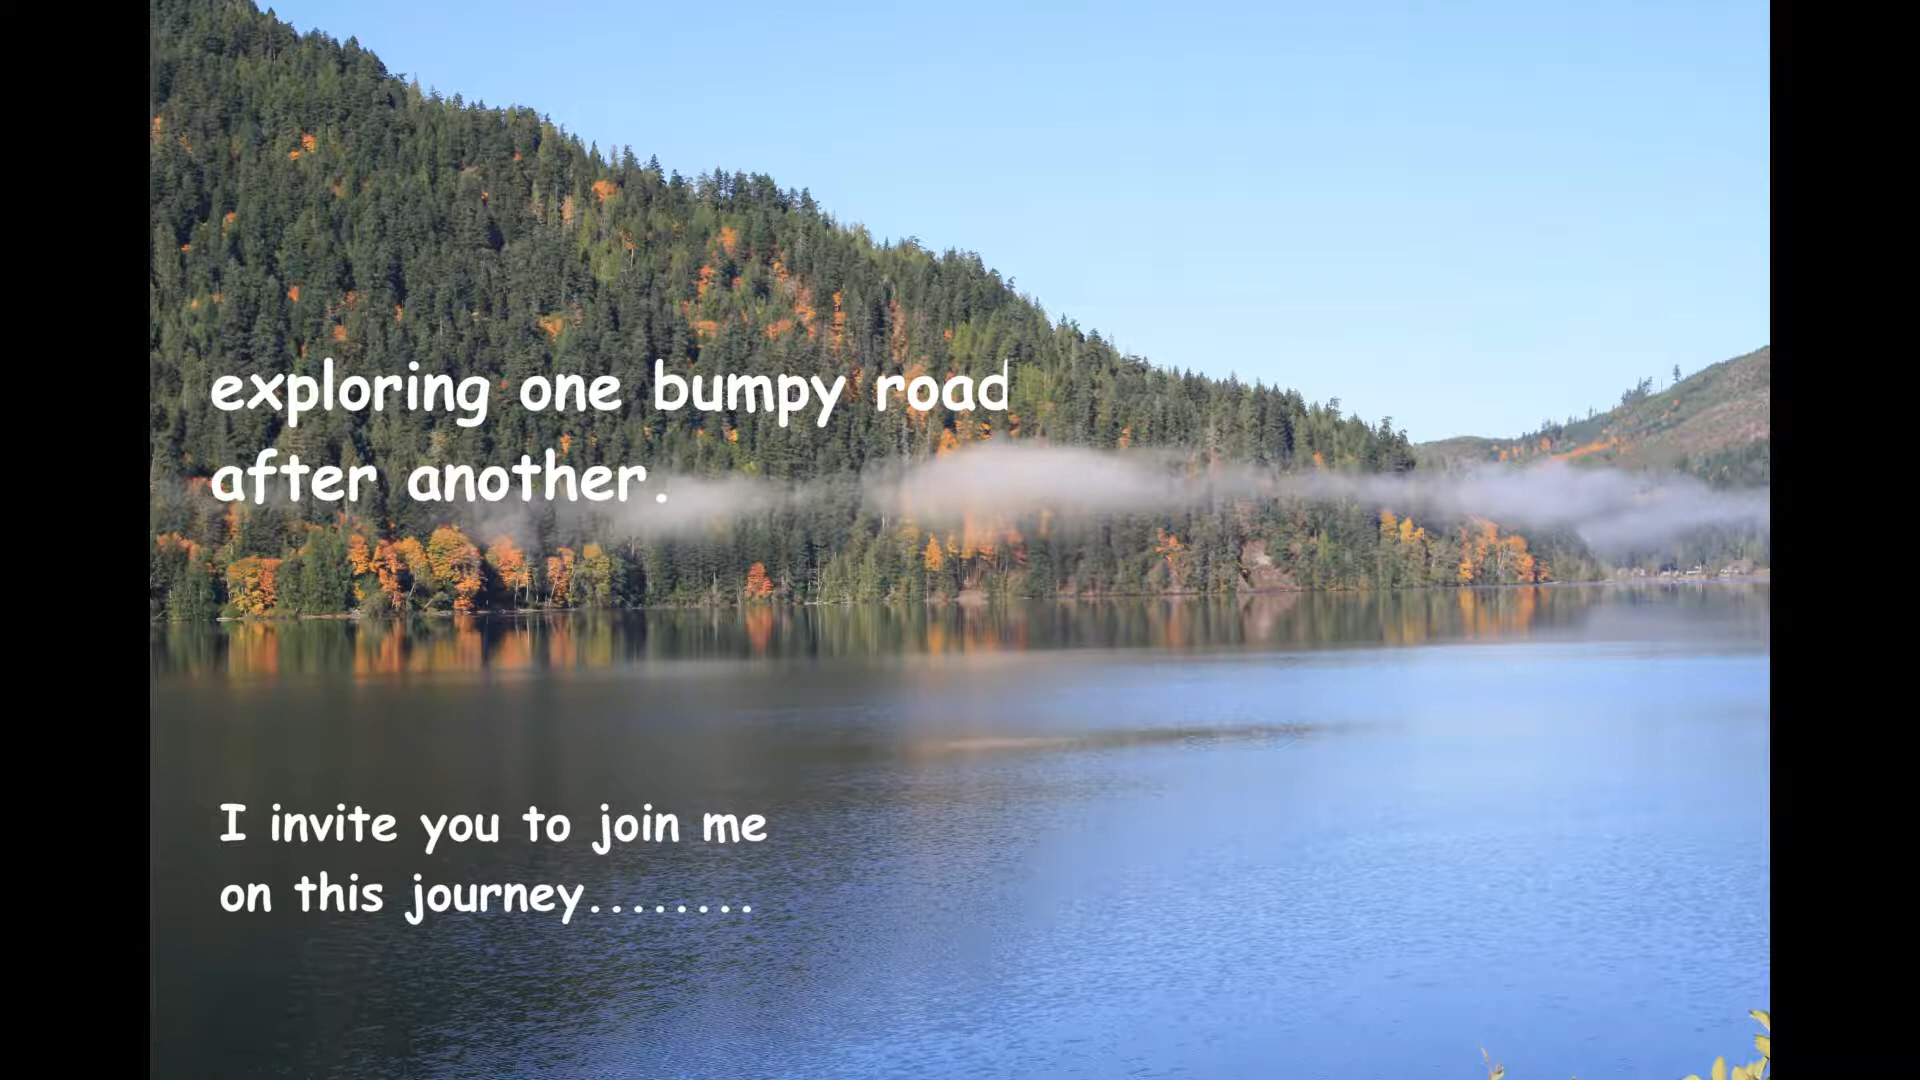 exploring one bumpy road
after another.
I invite you to join me
on this journey........